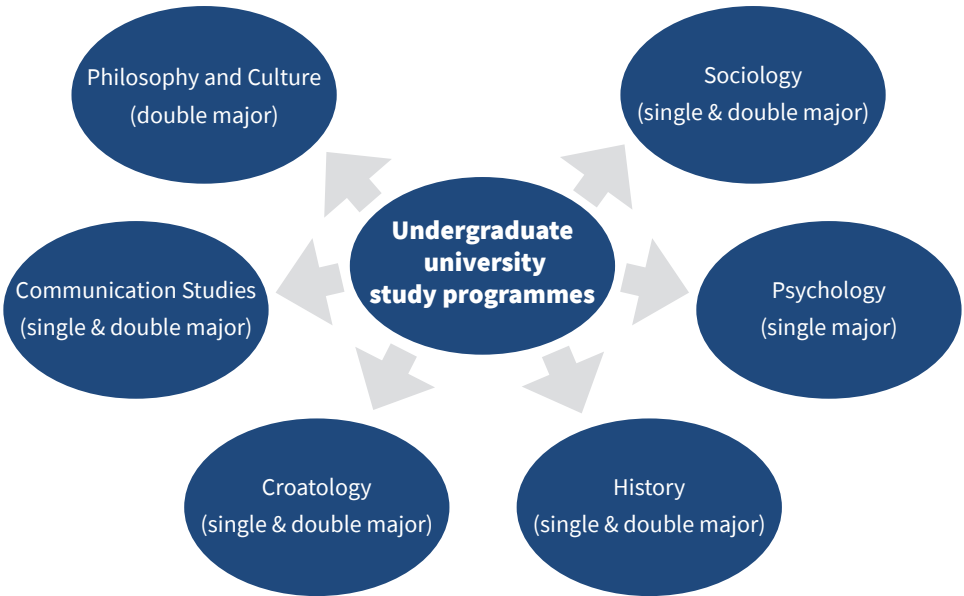 Philosophy and Culture
(double major)
Sociology
(single & double major)
Undergraduate
university
study programmes
Communication Studies
(single & double major)
Psychology
(single major)
Croatology
(single & double major)
History
(single & double major)